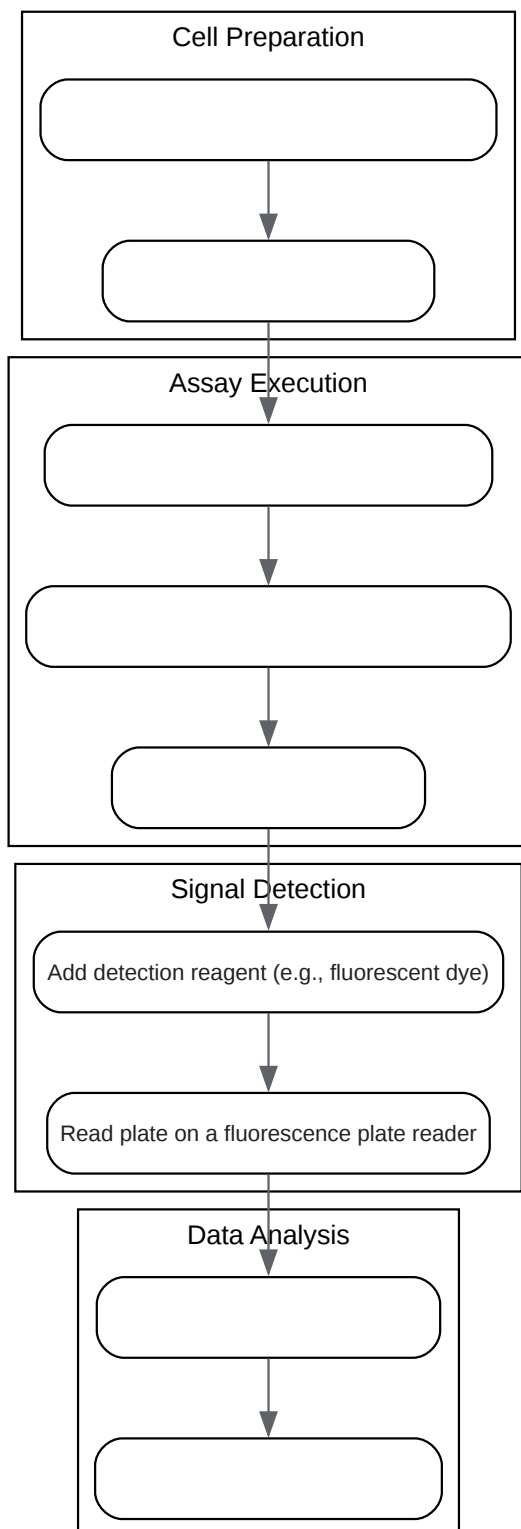 Cell Preparation
Assay Execution
Signal Detection
Add detection reagent (e.g., fluorescent dye)
Read plate on a fluorescence plate reader
Data Analysis